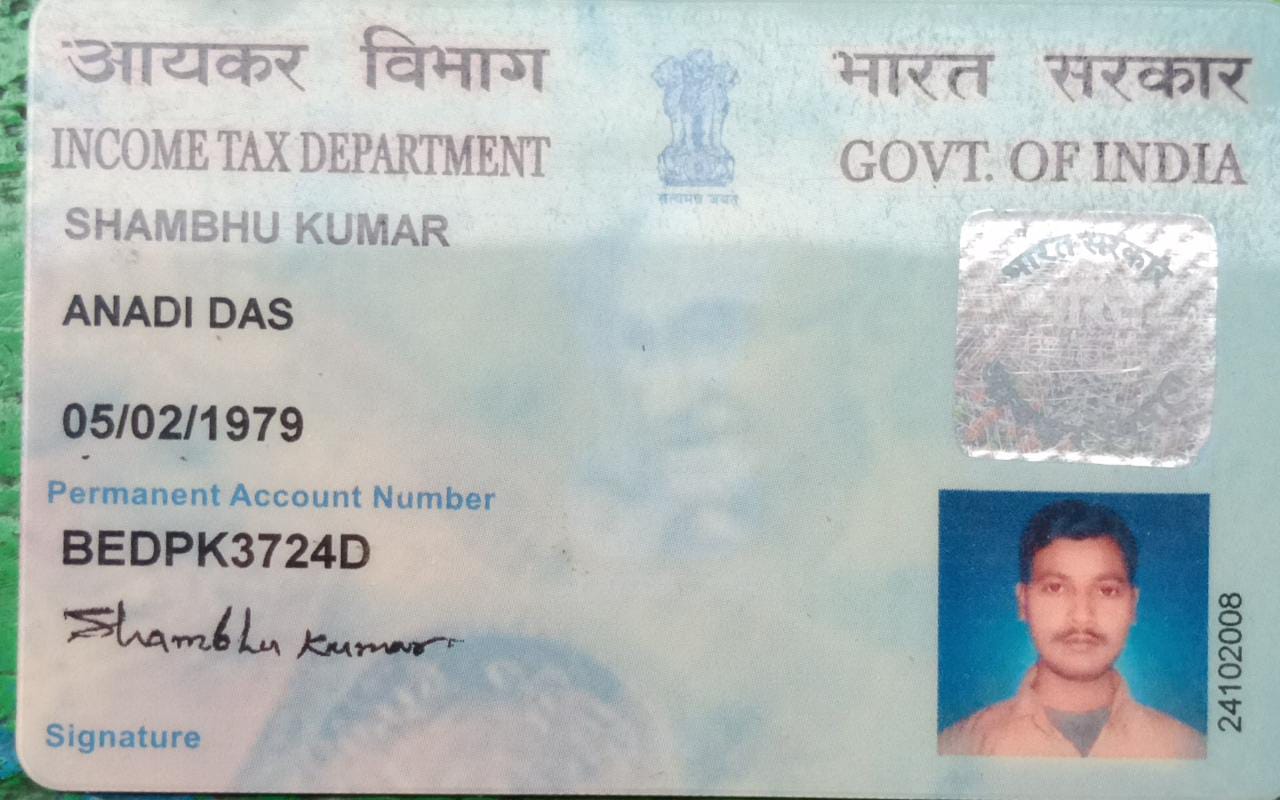 आयकर विभाग
भारत सरकार
INCOME TAX DEPARTMENT
GOVT. OF INDIA
सत्यमेव जयते
SHAMBHU KUMAR
भारत सरकार
ANADI DAS
05/02/1979
Permanent Account Number
BEDPK3724D
Shambhu Kumar
Signature
24102008